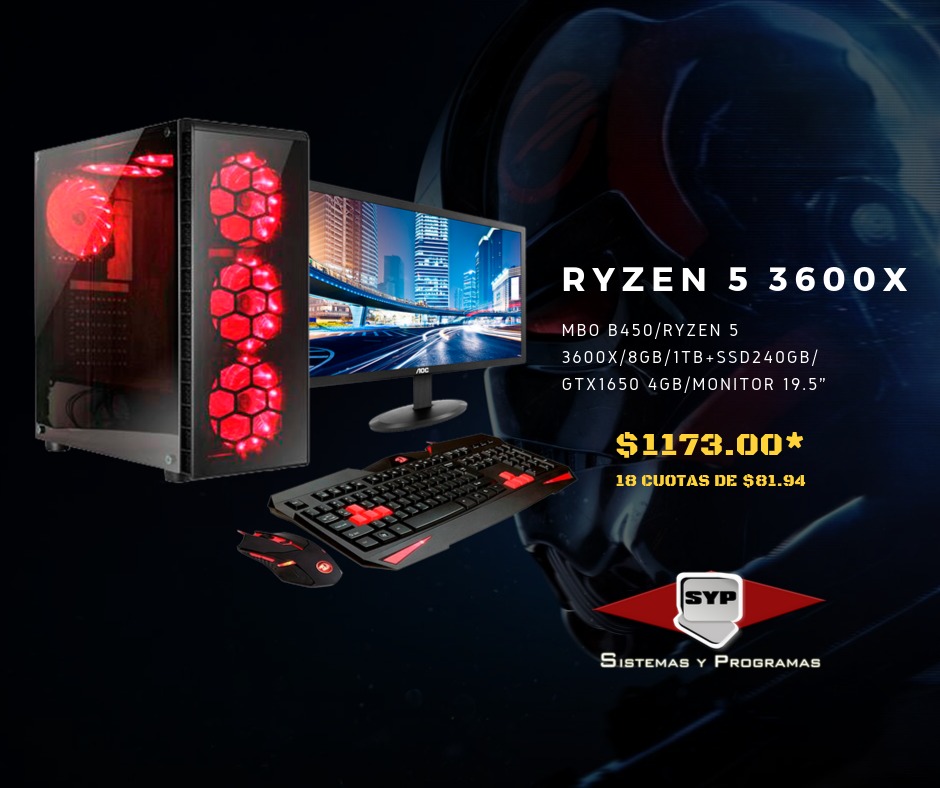 RYZEN 5 3600X
MBO B450/RYZEN 5
3600X/8GB/1TB+SSD240GB/
GTX1650 4GB/MONITOR 19.5”
AOC
$1173.00*
18 CUOTAS DE $81.94
SYP
SISTEMAS Y PROGRAMAS